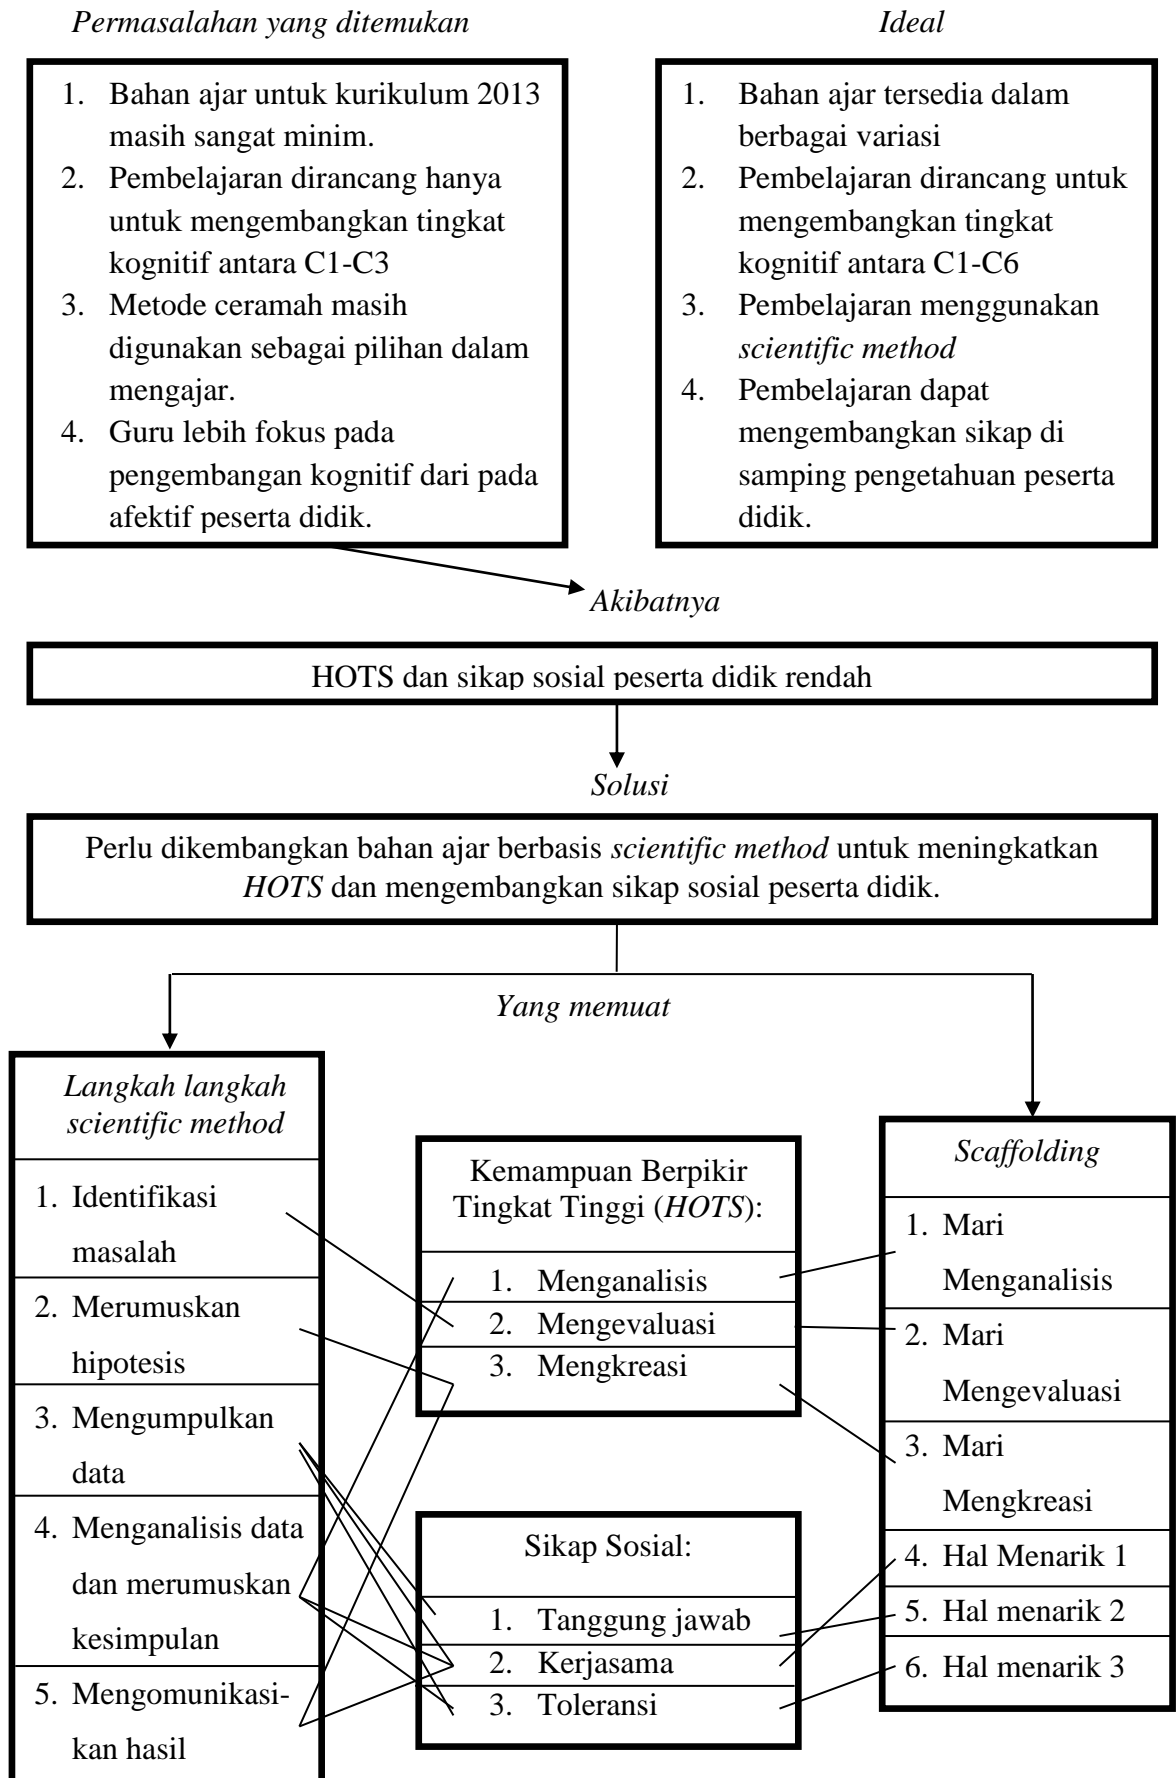 Permasalahan yang ditemukan
Ideal
1. Bahan ajar untuk kurikulum 2013
masih sangat minim.
2. Pembelajaran dirancang hanya
untuk mengembangkan tingkat
kognitif antara C1-C3
3. Metode ceramah masih
digunakan sebagai pilihan dalam
mengajar.
4. Guru lebih fokus pada
pengembangan kognitif dari pada
afektif peserta didik.
1. Bahan ajar tersedia dalam
berbagai variasi
2. Pembelajaran dirancang untuk
mengembangkan tingkat
kognitif antara C1-C6
3. Pembelajaran menggunakan
scientific method
4. Pembelajaran dapat
mengembangkan sikap di
samping pengetahuan peserta
didik.
Akibatnya
HOTS dan sikap sosial peserta didik rendah
Solusi
Perlu dikembangkan bahan ajar berbasis scientific method untuk meningkatkan
HOTS dan mengembangkan sikap sosial peserta didik.
Yang memuat
Langkah langkah
scientific method
1. Identifikasi
masalah
2. Merumuskan
hipotesis
3. Mengumpulkan
data
4. Menganalisis data
dan merumuskan
kesimpulan
5. Mengomunikasi-
kan hasil
Kemampuan Berpikir
Tingkat Tinggi (HOTS):
1. Menganalisis
2. Mengevaluasi
3. Mengkreasi
Sikap Sosial:
1. Tanggung jawab
2. Kerjasama
3. Toleransi
Scaffolding
1. Mari
Menganalisis
2. Mari
Mengevaluasi
3. Mari
Mengkreasi
4. Hal Menarik 1
5. Hal menarik 2
6. Hal menarik 3